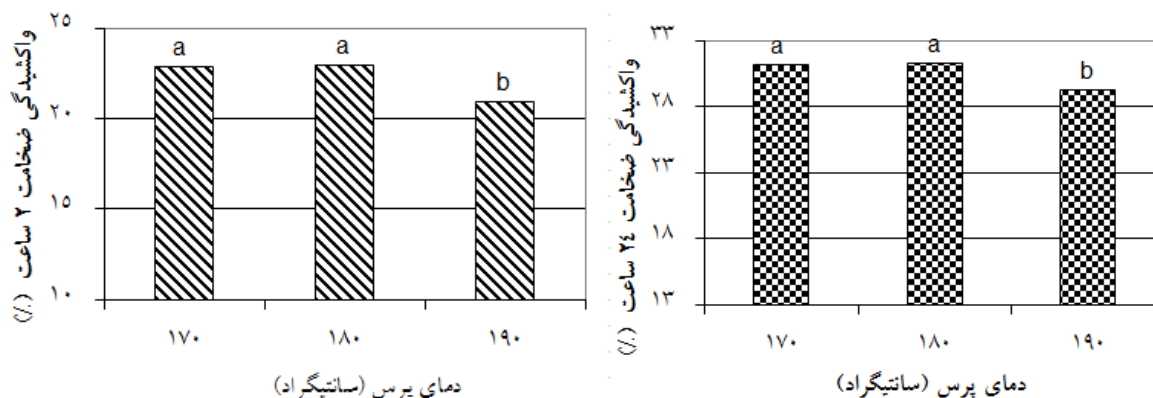 واکشیدگی ضخامت ۲ ساعت (٪)
۲۵
۲۰
۱۵
۱۰
a
a
b
۱۷۰
۱۸۰
۱۹۰
دمای پرس (سانتیگراد)
واکشیدگی ضخامت ۲٤ ساعت (٪)
۳۳
۲۸
۲۳
۱۸
۱۳
a
a
b
۱۷۰
۱۸۰
۱۹۰
دمای پرس (سانتیگراد)